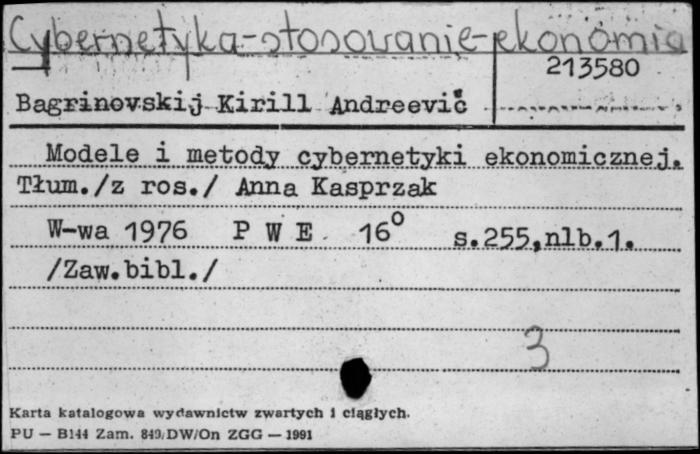 Cybernetyka-stosowanie-ekonomia
213580
Bagrinovskij Kirill Andreevič
Modele i metody cybernetyki ekonomicznej.
Tłum./z ros./ Anna Kasprzak
W-wa 1976 P W E 16° s.255,nlb.1.
/Zaw.bibl./
3
Karta katalogowa wydawnictw zwartych i ciągłych.
PU — B144 Zam. 849/DW/On ZGG — 1991